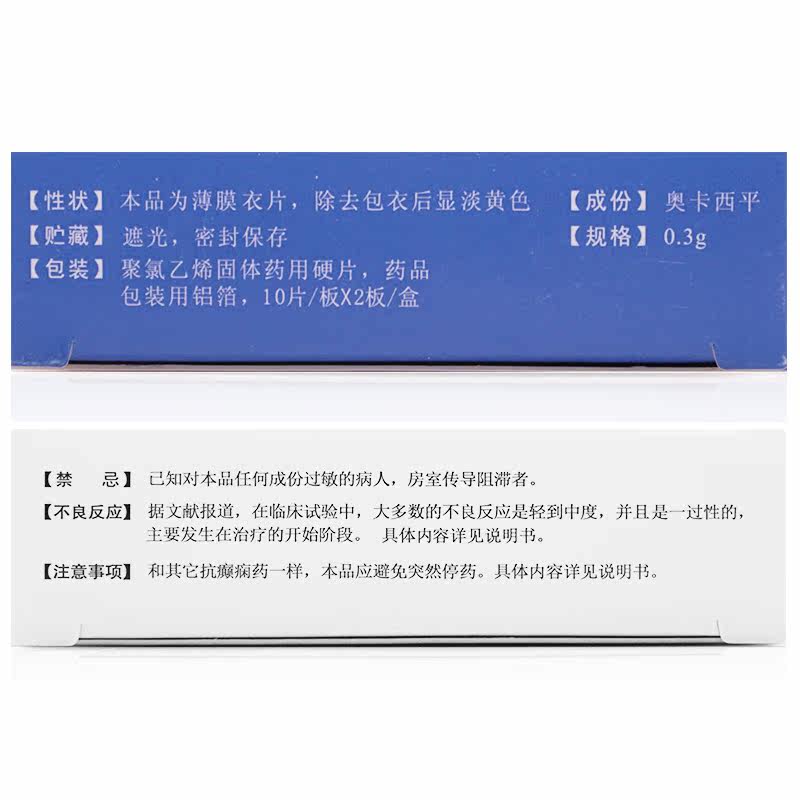 【性状】 本品为薄膜衣片，除去包衣后显淡黄色 【成份】 奥卡西平
【贮藏】 遮光，密封保存 【规格】 0.3g
【包装】 聚氯乙烯固体药用硬片，药品
包装用铝箔，10片/板X2板/盒
【禁 忌】 已知对本品任何成份过敏的病人，房室传导阻滞者。
【不良反应】 据文献报道，在临床试验中，大多数的不良反应是轻到中度，并且是一过性的，
主要发生在治疗的开始阶段。 具体内容详见说明书。
【注意事项】 和其它抗癫痫药一样，本品应避免突然停药。具体内容详见说明书。